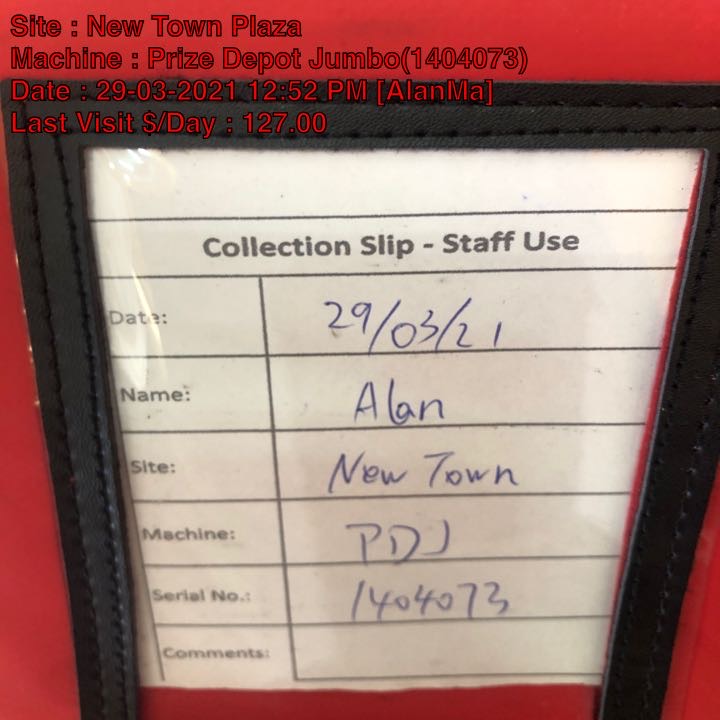 Site : New Town Plaza
Machine : Prize Depot Jumbo(1404073)
Date : 29-03-2021 12:52 PM [AlanMa]
Last Visit $/Day : 127.00
Collection Slip - Staff Use
Date: 29/03/21
Name: Alan
Site: New Town
Machine: PDJ
Serial No.: 1404073
Comments: